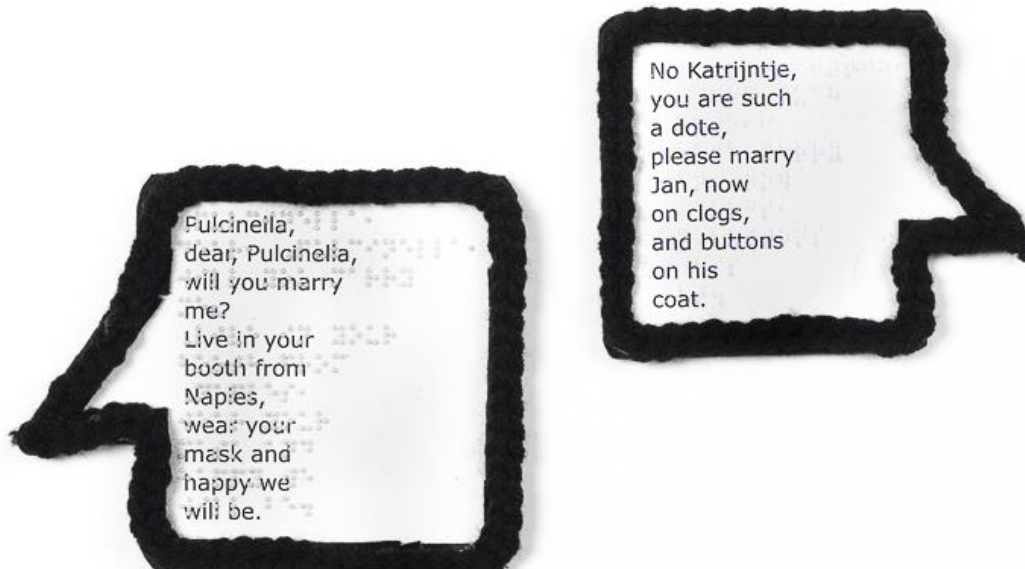 Pulcinella,
dear, Pulcinella,
will you marry
me?
Live in your
booth from
Naples,
wear your
mask and
happy we
will be.
No Katrijntje,
you are such
a dote,
please marry
Jan, now
on clogs,
and buttons
on his
coat.